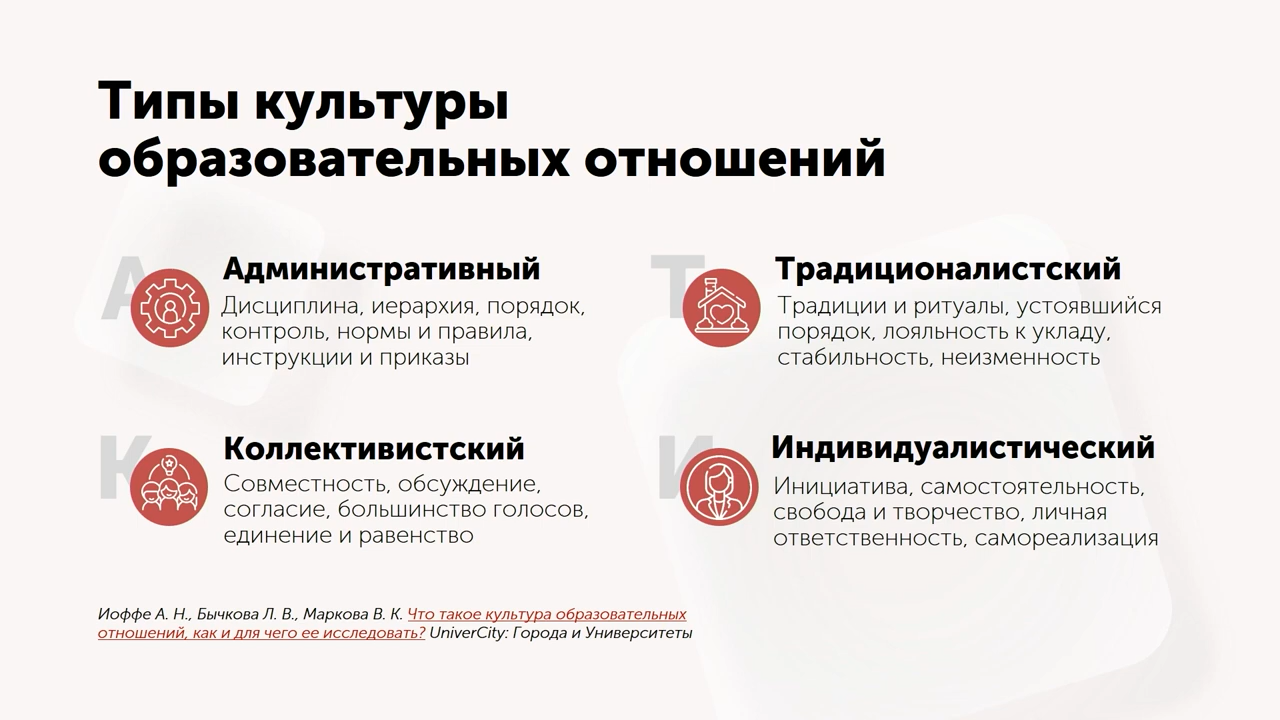 Типы культуры
образовательных отношений
А
Административный
Дисциплина, иерархия, порядок,
контроль, нормы и правила,
инструкции и приказы
Т
Традиционалистский
Традиции и ритуалы, устоявшийся
порядок, лояльность к укладу,
стабильность, неизменность
К
Коллективистский
Совместность, обсуждение,
согласие, большинство голосов,
единение и равенство
И
Индивидуалистический
Инициатива, самостоятельность,
свобода и творчество, личная
ответственность, самореализация
Иоффе А. Н., Бычкова Л. В., Маркова В. К. Что такое культура образовательных
отношений, как и для чего ее исследовать? UniverCity: Города и Университеты